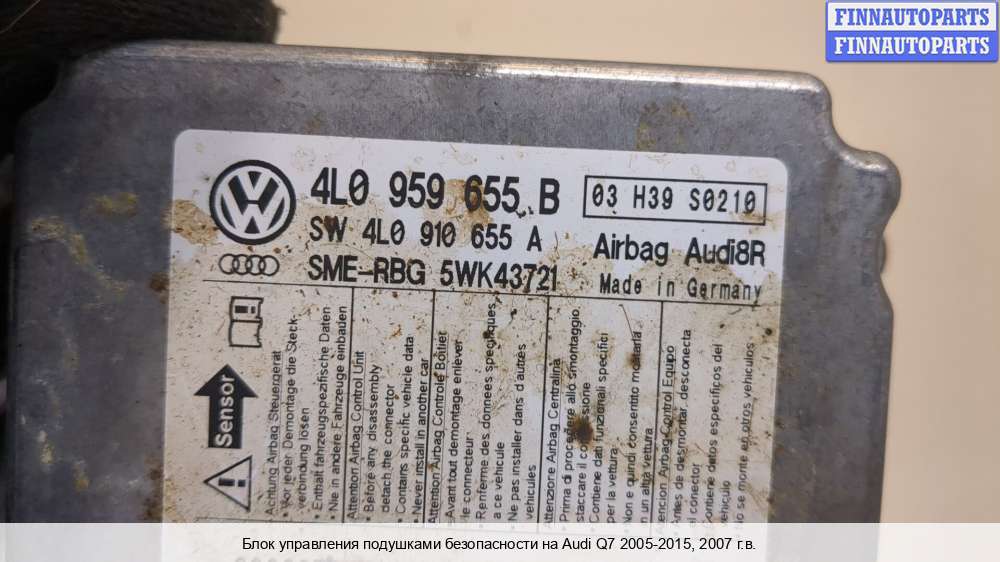 FINNAUTOPARTS
FINNAUTOPARTS
4L0 959 655 B
03 H39 S0210
SW 4L0 910 655 A
Airbag Audi8R
SME-RBG 5WK43721
Made in Germany
Sensor
Achtung Airbag Steuergerät
• Vor jeder Demontage die Steck-
verbindung lösen
• Enthält fahrzeugspezifische Daten
• Nie in andere Fahrzeuge einbauen
Attention Airbag Control Unit
• Before any disassembly
detach the connector
• Contains specific vehicle data
• Never install in another car
Attention Airbag Controle Boîtier
• Avant tout demontage enlever
le connecteur
• Renferme des donnees specifiques
a ce vehicule
• Ne pas installer dans d'autres
vehicules
Attenzione Airbag Centralina
• Prima di procedere allo smontaggio
staccare il connessione
• Contiene dati funzionali specifici
per la vettura
Non e quindi consentito montarla
in un altra vettura
Atencion Airbag Control Equipo
Antes de desmontar desconecta
el conector
Contiene datos especificos del
vehiculo
No se monte en otros vehiculos
Блок управления подушками безопасности на Audi Q7 2005-2015, 2007 г.в.